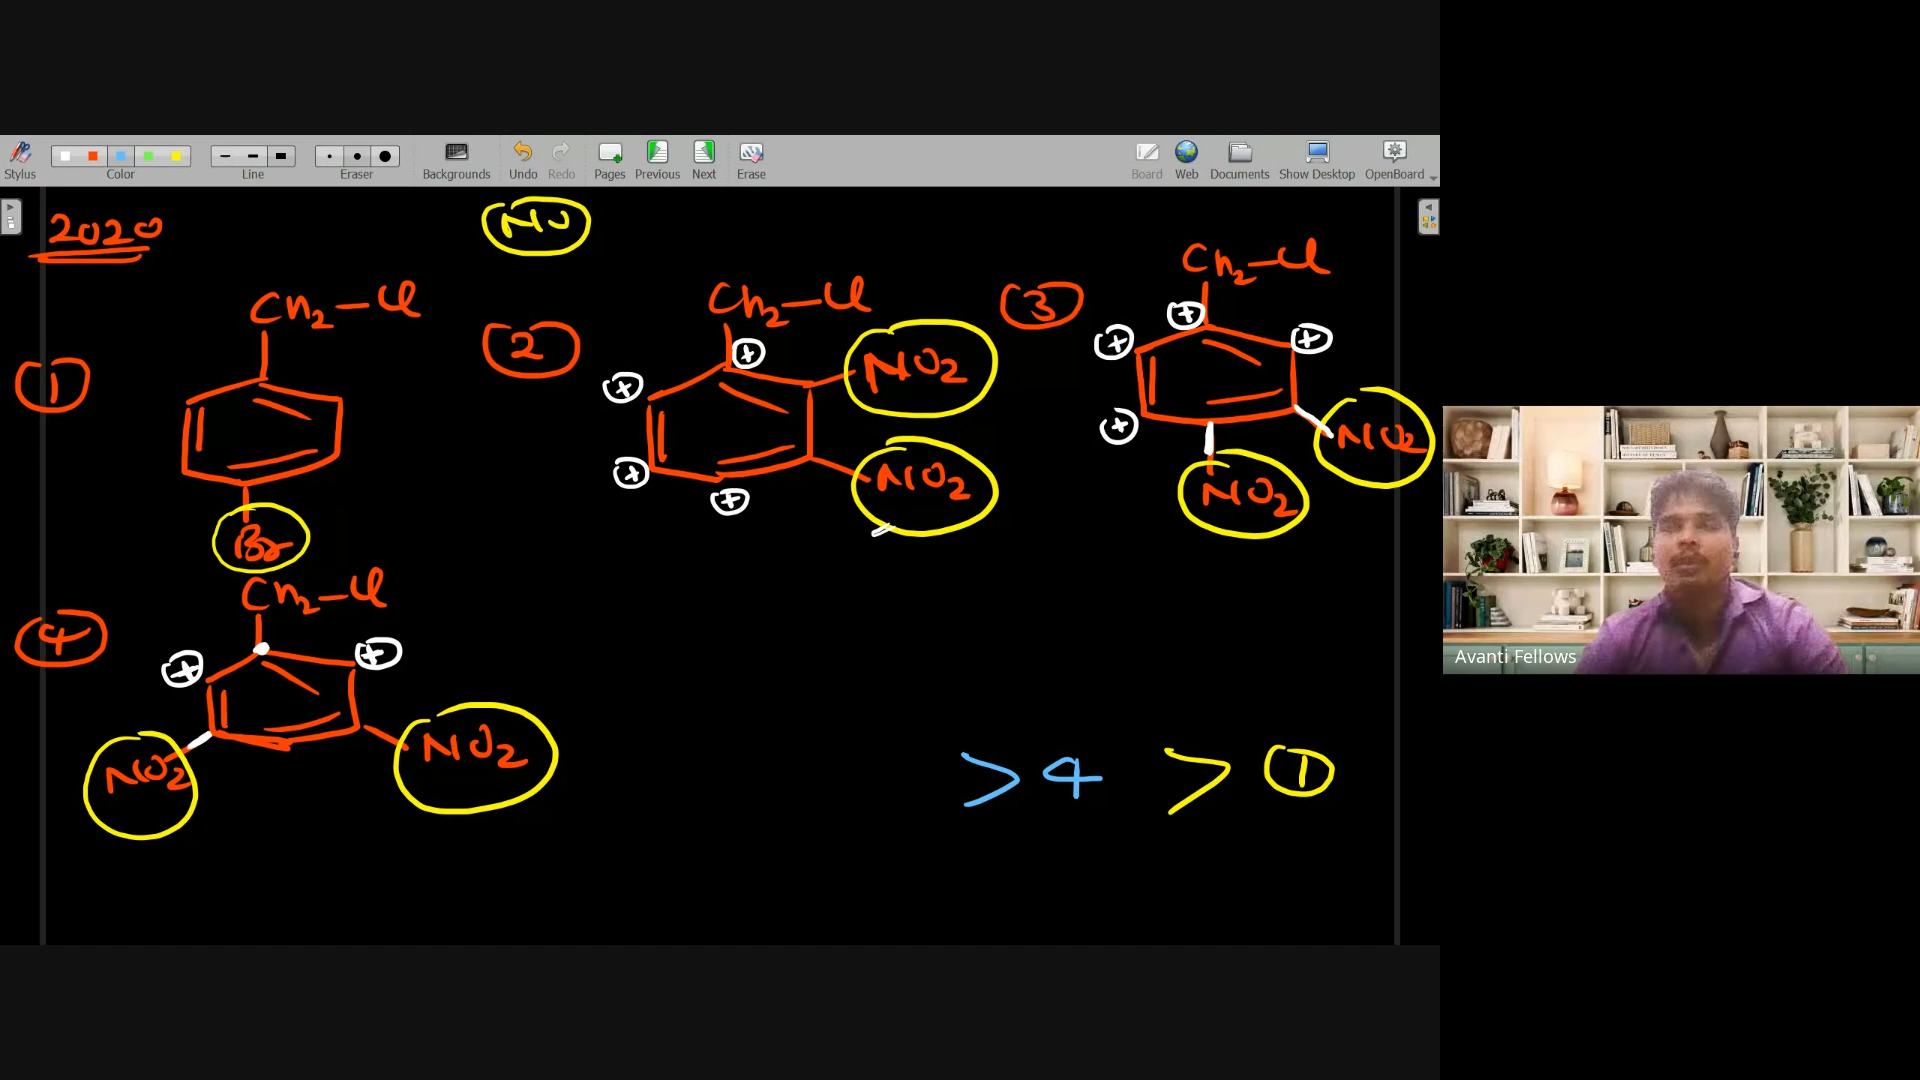 Stylus Color Line Eraser Backgrounds Undo Redo Pages Previous Next Erase Board Web Documents Show Desktop OpenBoard
2020
NO
① CH2-Cl
Br
② CH2-Cl
NO2
NO2
③ CH2-Cl
NO2
NO2
④ CH2-Cl
NO2
NO2
> 4 > ①
Avanti Fellows